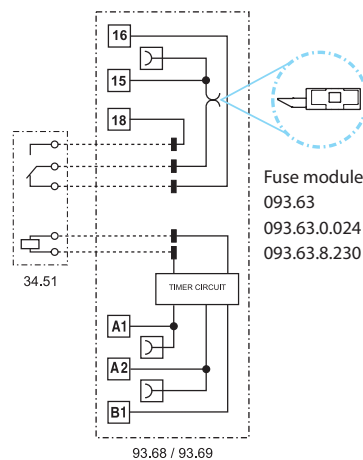 16
15
18
Fuse module
093.63
093.63.0.024
093.63.8.230
34.51
TIMER CIRCUIT
A1
A2
B1
93.68 / 93.69